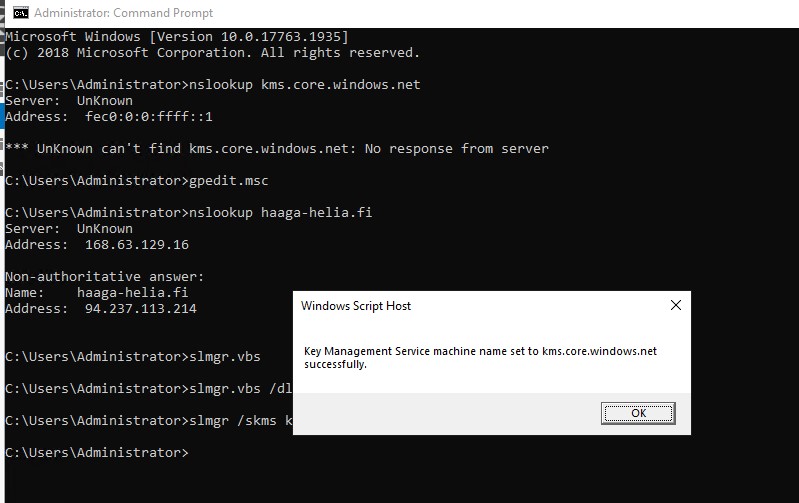 Administrator: Command Prompt
Microsoft Windows [Version 10.0.17763.1935]
(c) 2018 Microsoft Corporation. All rights reserved.
C:\Users\Administrator>nslookup kms.core.windows.net
Server:  UnKnown
Address:  fec0:0:0:ffff::1
*** UnKnown can't find kms.core.windows.net: No response from server
C:\Users\Administrator>gpedit.msc
C:\Users\Administrator>nslookup haaga-helia.fi
Server:  UnKnown
Address:  168.63.129.16
Non-authoritative answer:
Name:    haaga-helia.fi
Address:  94.237.113.214
C:\Users\Administrator>slmgr.vbs
C:\Users\Administrator>slmgr.vbs /dl
C:\Users\Administrator>slmgr /skms k
C:\Users\Administrator>
Windows Script Host
Key Management Service machine name set to kms.core.windows.net
successfully.
OK